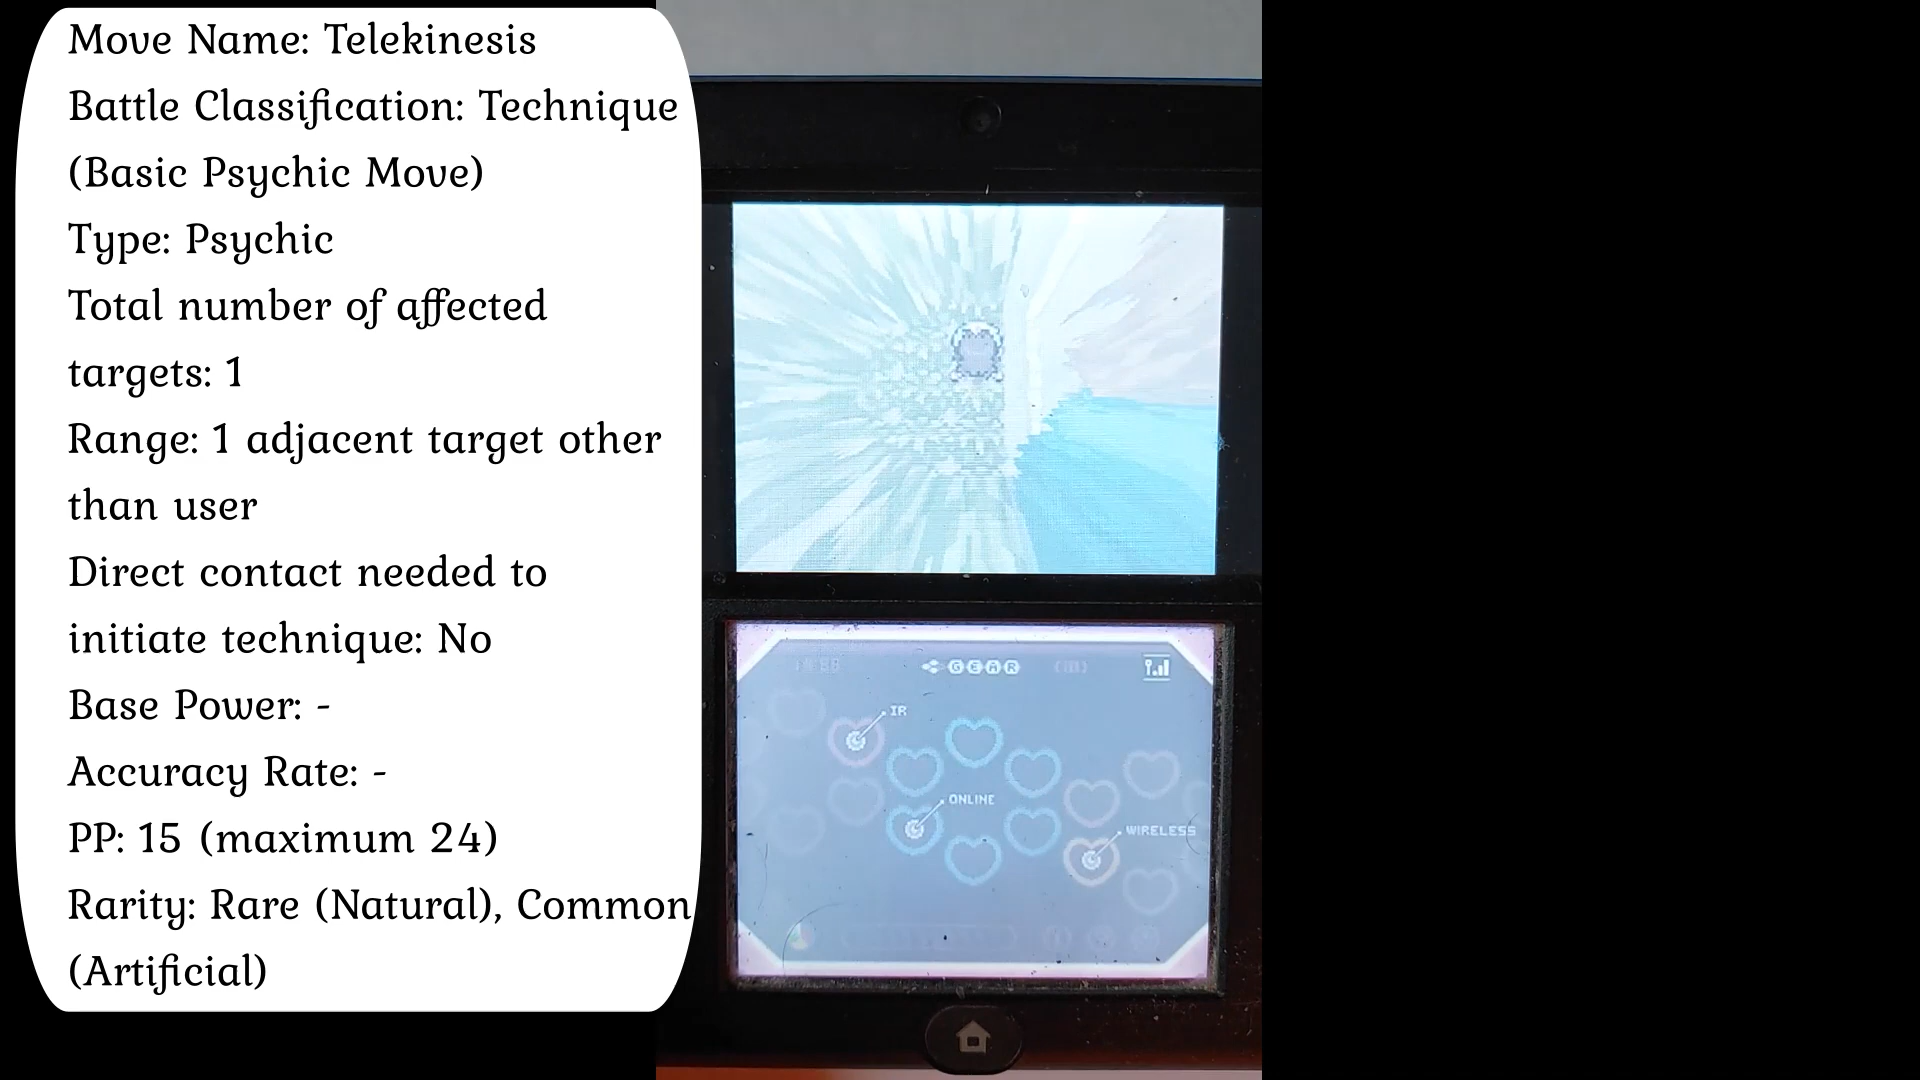 Move Name: Telekinesis
Battle Classification: Technique
(Basic Psychic Move)
Type: Psychic
Total number of affected
targets: 1
Range: 1 adjacent target other
than user
Direct contact needed to
initiate technique: No
Base Power: -
Accuracy Rate: -
PP: 15 (maximum 24)
Rarity: Rare (Natural), Common
(Artificial)
GEAR
IR
ONLINE
WIRELESS